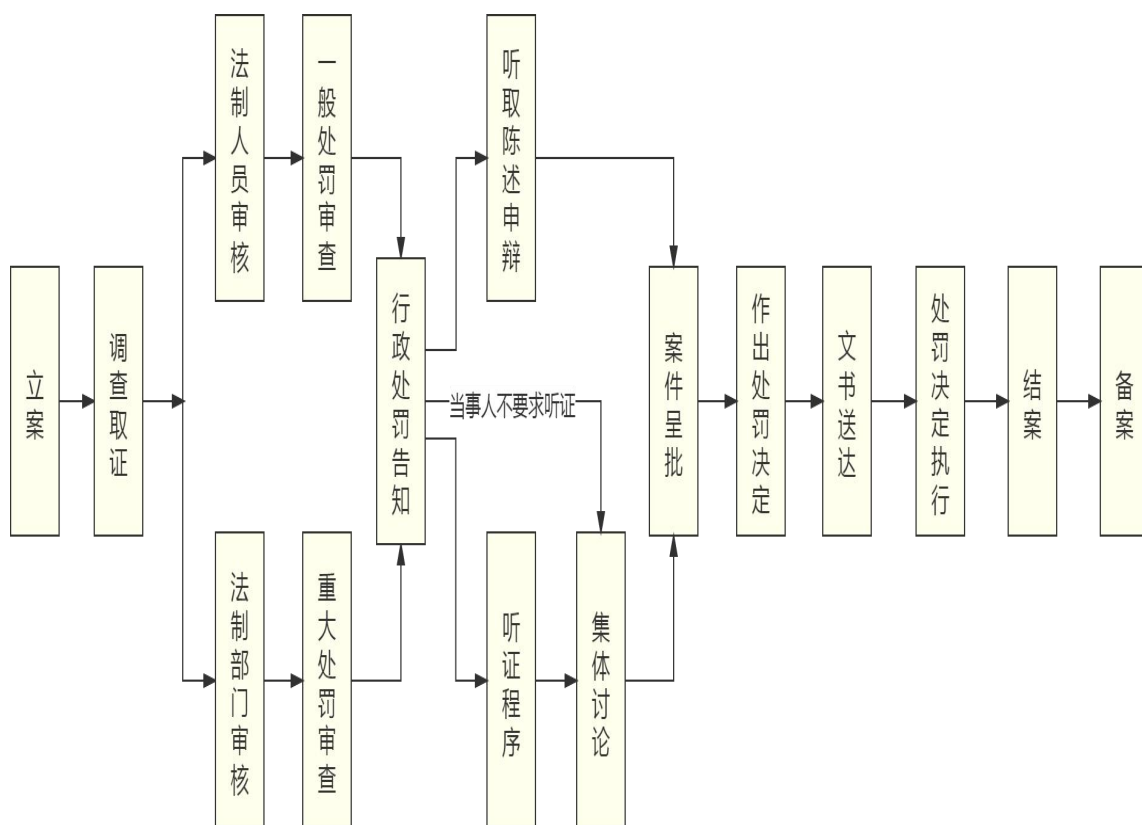 立案
调查取证
法制人员审核
一般处罚审查
法制部门审核
重大处罚审查
行政处罚告知
听取陈述申辩
当事人不要求听证
听证程序
集体讨论
案件呈批
作出处罚决定
文书送达
处罚决定执行
结案
备案